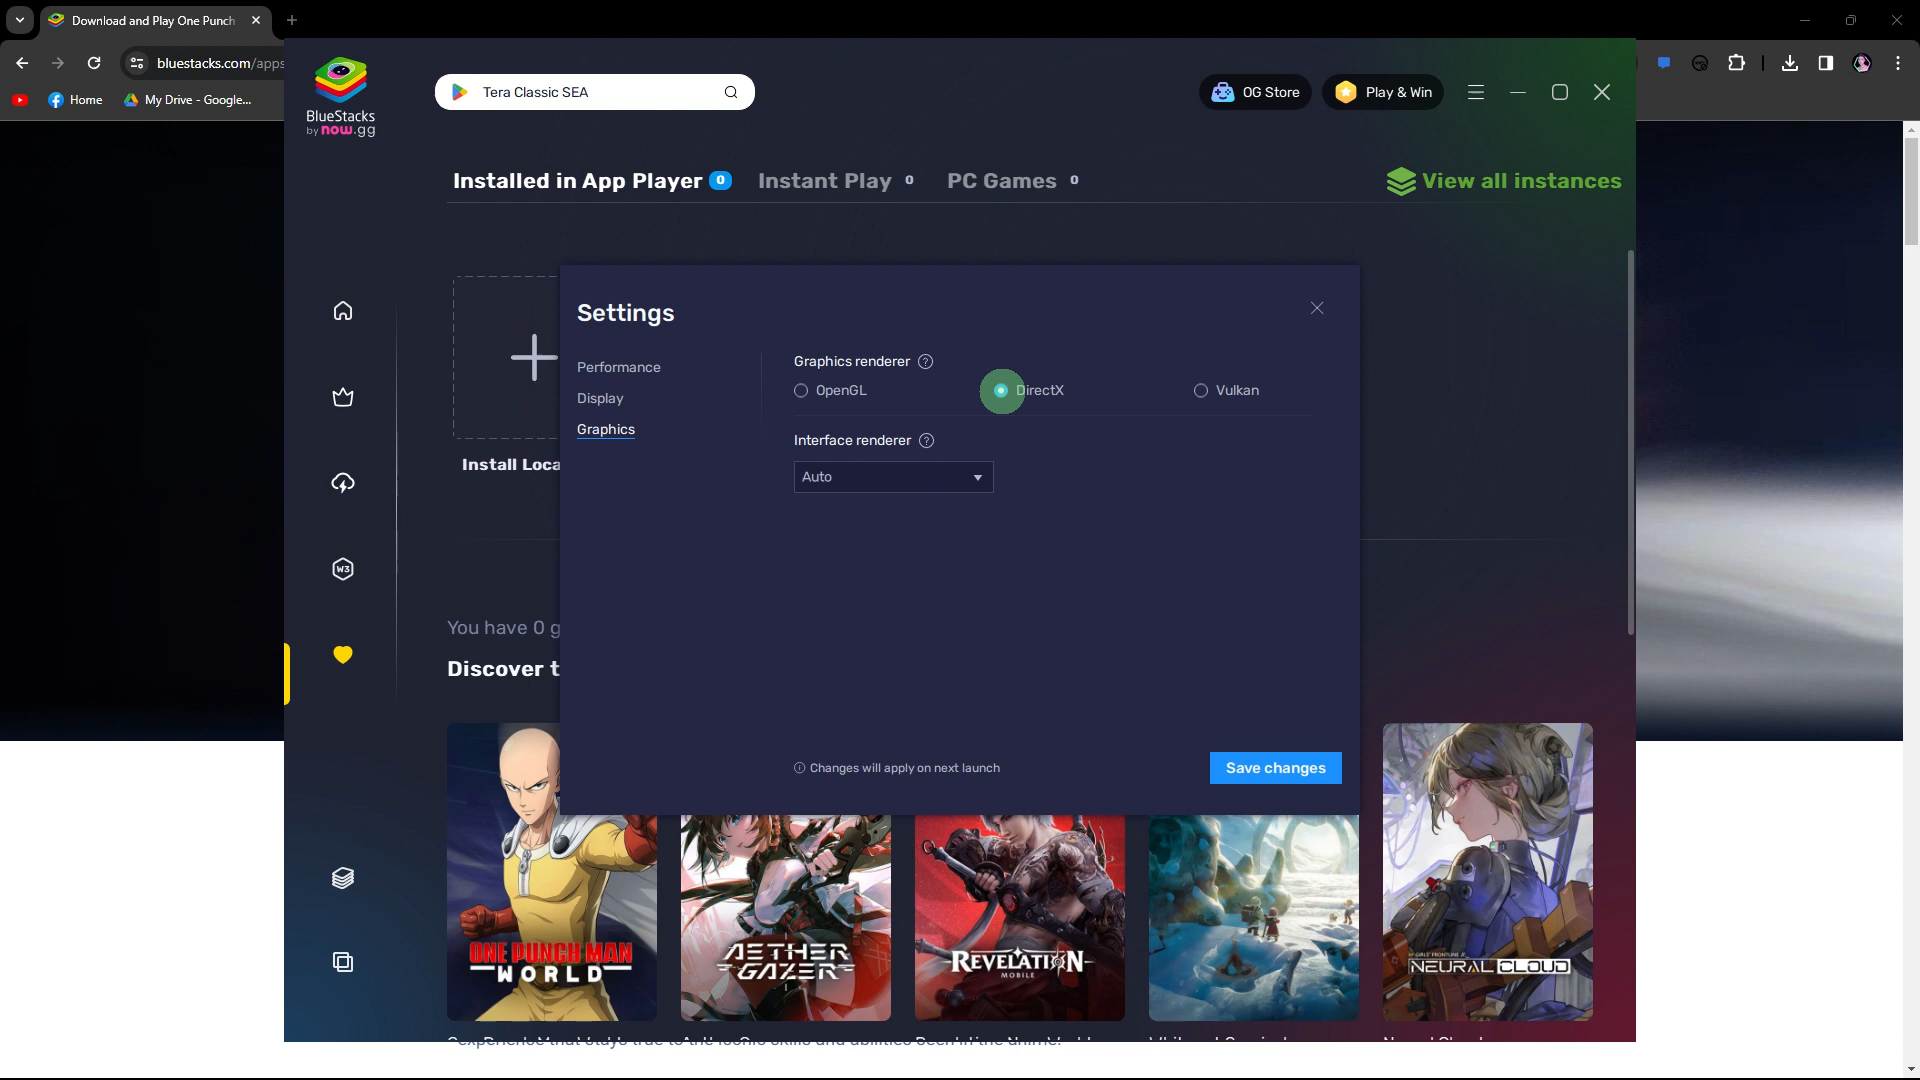 Download and Play One Punch
bluestacks.com/apps
Home
My Drive - Google...
BlueStacks
by now.gg
Tera Classic SEA
OG Store
Play & Win
Installed in App Player 0
Instant Play 0
PC Games 0
View all instances
Install Loca
Settings
Performance
Display
Graphics
Graphics renderer ?
OpenGL
DirectX
Vulkan
Interface renderer ?
Auto
W3
You have 0 g
Discover t
Changes will apply on next launch
Save changes
ONE PUNCH MAN
WORLD
AETHER
GAZER
REVELATION
MOBILE
NEURAL CLOUD